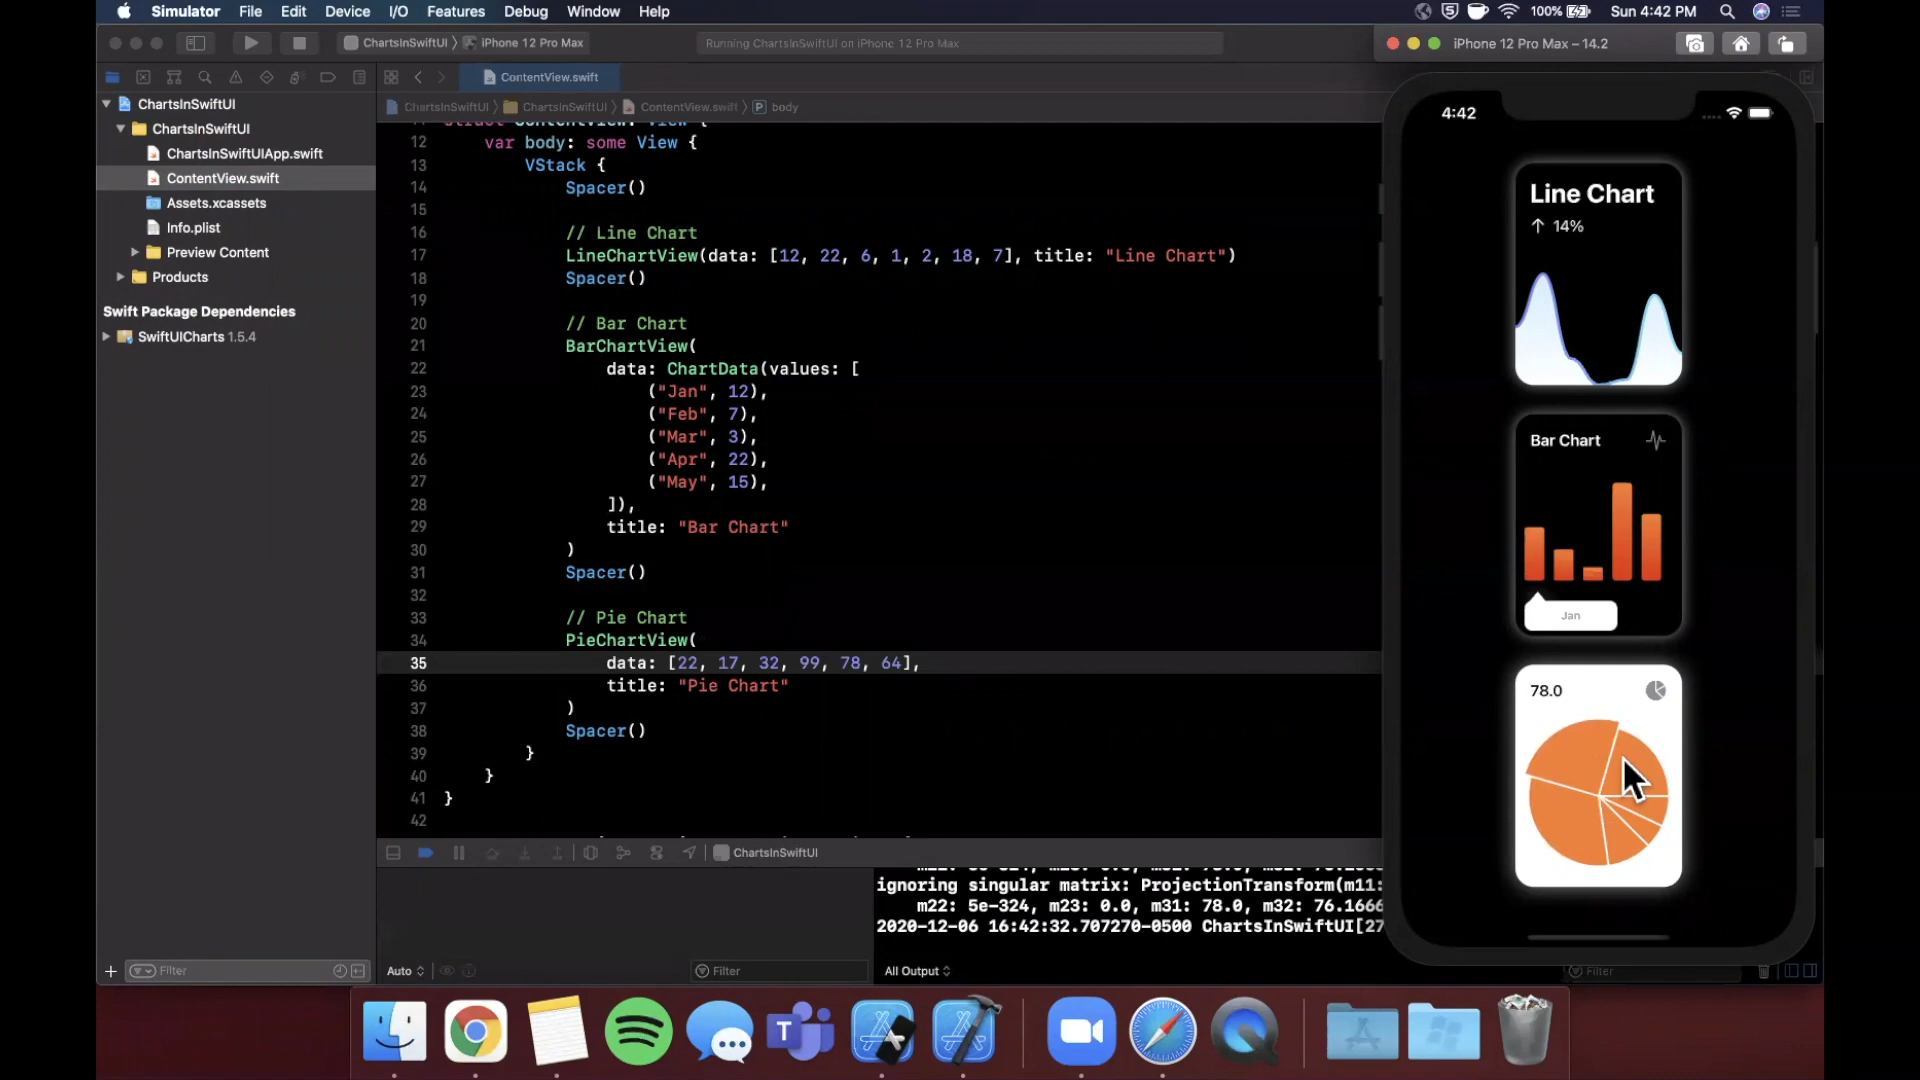 Simulator File Edit Device I/O Features Debug Window Help
100% Sun 4:42 PM
ChartsInSwiftUI iPhone 12 Pro Max
Running ChartsInSwiftUI on iPhone 12 Pro Max
iPhone 12 Pro Max – 14.2
ContentView.swift
ChartsInSwiftUI ChartsInSwiftUI ContentView.swift P body
ChartsInSwiftUI
ChartsInSwiftUI
ChartsInSwiftUIApp.swift
ContentView.swift
Assets.xcassets
Info.plist
Preview Content
Products
Swift Package Dependencies
SwiftUICharts 1.5.4
Filter
11 struct ContentView: View {
12 var body: some View {
13 VStack {
14 Spacer()
15
16 // Line Chart
17 LineChartView(data: [12, 22, 6, 1, 2, 18, 7], title: "Line Chart")
18 Spacer()
19
20 // Bar Chart
21 BarChartView(
22 data: ChartData(values: [
23 ("Jan", 12),
24 ("Feb", 7),
25 ("Mar", 3),
26 ("Apr", 22),
27 ("May", 15),
28 ]),
29 title: "Bar Chart"
30 )
31 Spacer()
32
33 // Pie Chart
34 PieChartView(
35 data: [22, 17, 32, 99, 78, 64],
36 title: "Pie Chart"
37 )
38 Spacer()
39 }
40 }
41 }
42
ChartsInSwiftUI
ignoring singular matrix: ProjectionTransform(m11:
m22: 5e-324, m23: 0.0, m31: 78.0, m32: 76.1666
2020-12-06 16:42:32.707270-0500 ChartsInSwiftUI[27
Auto
Filter
All Output
Filter
4:42
Line Chart
↑ 14%
Bar Chart
Jan
78.0
T